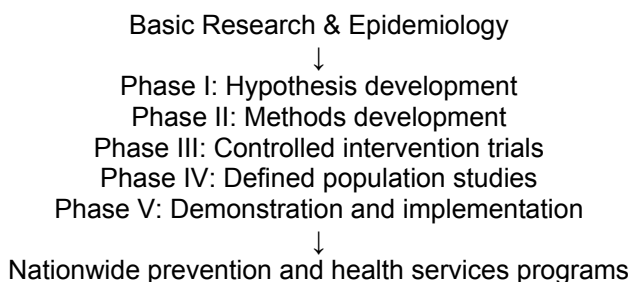 Basic Research & Epidemiology
↓
Phase I: Hypothesis development
Phase II: Methods development
Phase III: Controlled intervention trials
Phase IV: Defined population studies
Phase V: Demonstration and implementation
↓
Nationwide prevention and health services programs